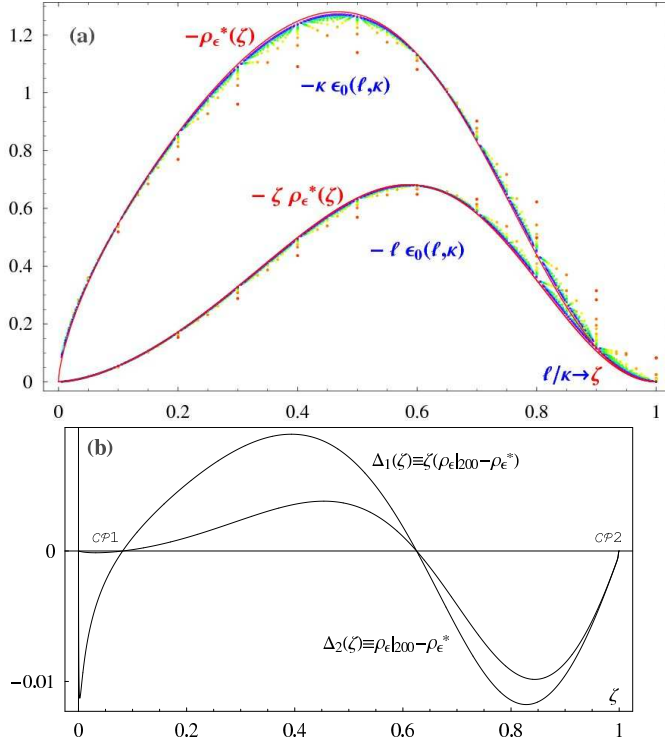 (a)
−ρϵ*(ζ)
−κ ϵ0(ℓ,κ)
− ζ ρϵ*(ζ)
− ℓ ϵ0(ℓ,κ)
ℓ/κ→ζ
1.2
1
0.8
0.6
0.4
0.2
0
0 0.2 0.4 0.6 0.8 1
(b)
Δ1(ζ)≡ζ(ρϵ|200−ρϵ*)
CP1
CP2
0
Δ2(ζ)≡ρϵ|200−ρϵ*
−0.01
ζ
0 0.2 0.4 0.6 0.8 1